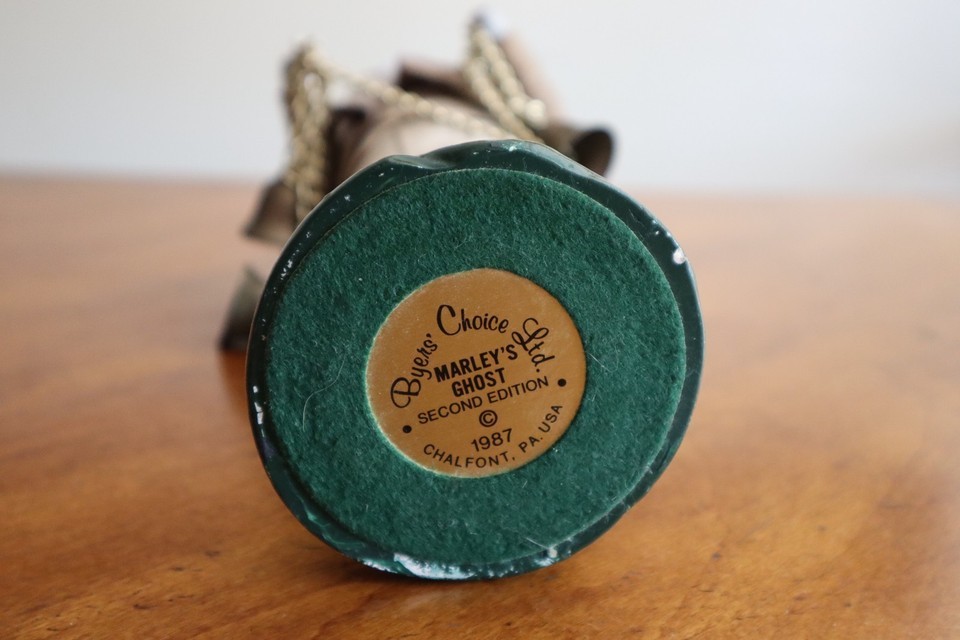 Byers' Choice Ltd.
MARLEY'S
GHOST
• SECOND EDITION •
©
1987
CHALFONT, PA. USA